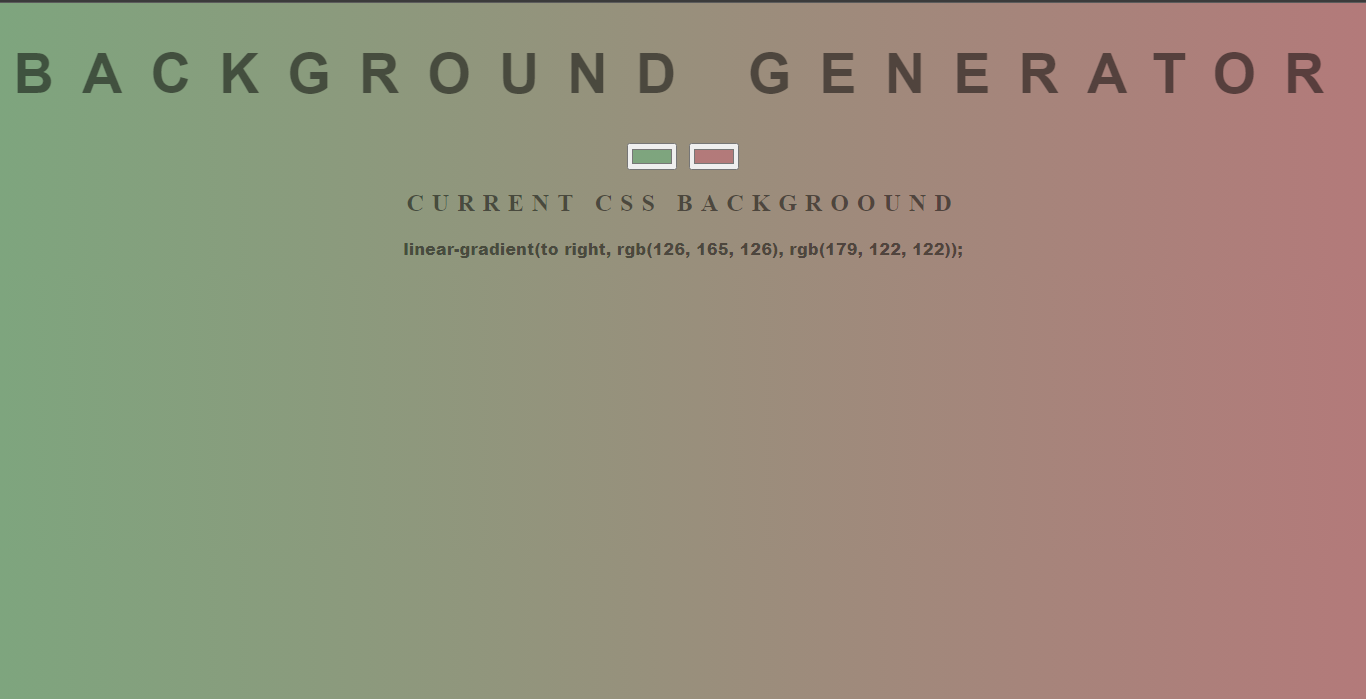 BACKGROUND GENERATOR
CURRENT CSS BACKGROOUND
linear-gradient(to right, rgb(126, 165, 126), rgb(179, 122, 122));